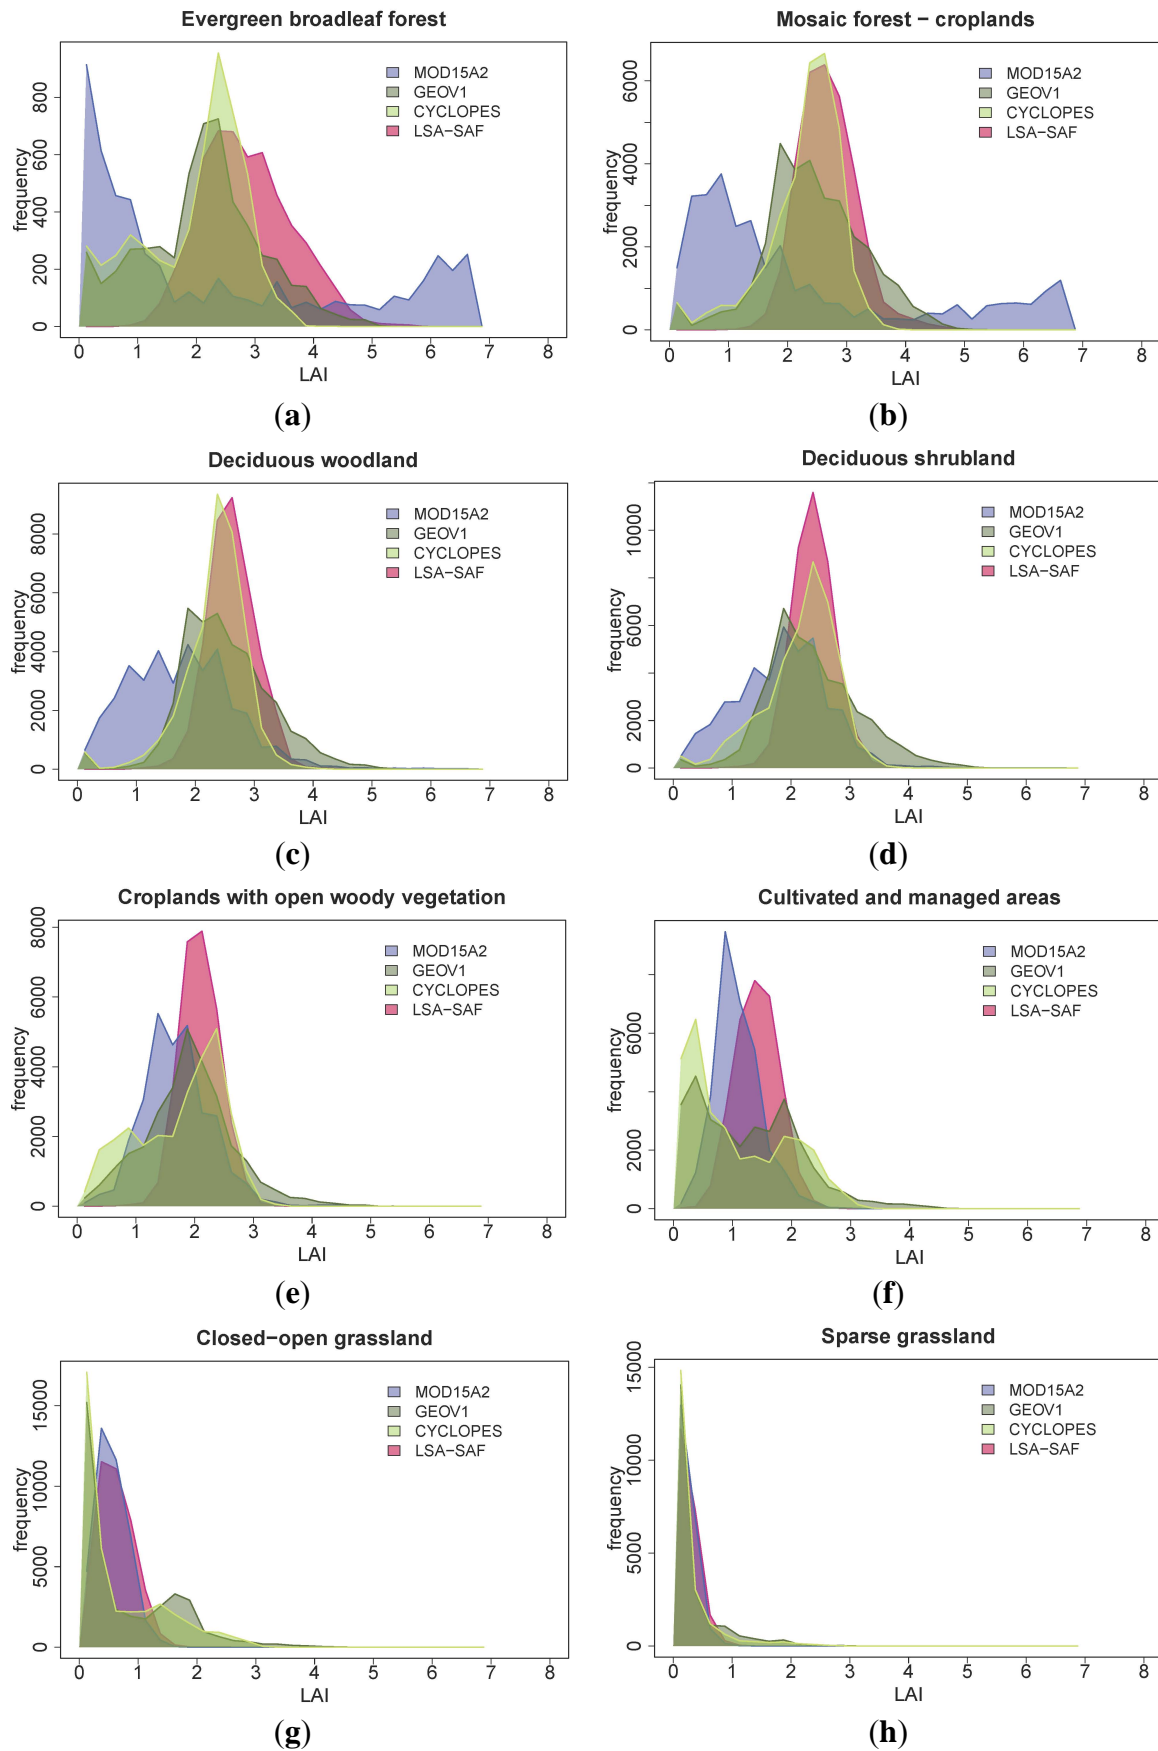 Evergreen broadleaf forest
frequency
0 200 400 600 800
MOD15A2
GEOV1
CYCLOPES
LSA−SAF
0 1 2 3 4 5 6 7 8
LAI
(a)
Mosaic forest − croplands
frequency
0 2000 4000 6000
MOD15A2
GEOV1
CYCLOPES
LSA−SAF
0 1 2 3 4 5 6 7 8
LAI
(b)
Deciduous woodland
frequency
0 2000 4000 6000 8000
MOD15A2
GEOV1
CYCLOPES
LSA−SAF
0 1 2 3 4 5 6 7 8
LAI
(c)
Deciduous shrubland
frequency
0 2000 6000 10000
MOD15A2
GEOV1
CYCLOPES
LSA−SAF
0 1 2 3 4 5 6 7 8
LAI
(d)
Croplands with open woody vegetation
frequency
0 2000 4000 6000 8000
MOD15A2
GEOV1
CYCLOPES
LSA−SAF
0 1 2 3 4 5 6 7 8
LAI
(e)
Cultivated and managed areas
frequency
0 2000 6000
MOD15A2
GEOV1
CYCLOPES
LSA−SAF
0 1 2 3 4 5 6 7 8
LAI
(f)
Closed−open grassland
frequency
0 5000 10000 15000
MOD15A2
GEOV1
CYCLOPES
LSA−SAF
0 1 2 3 4 5 6 7 8
LAI
(g)
Sparse grassland
frequency
0 5000 10000 15000
MOD15A2
GEOV1
CYCLOPES
LSA−SAF
0 1 2 3 4 5 6 7 8
LAI
(h)